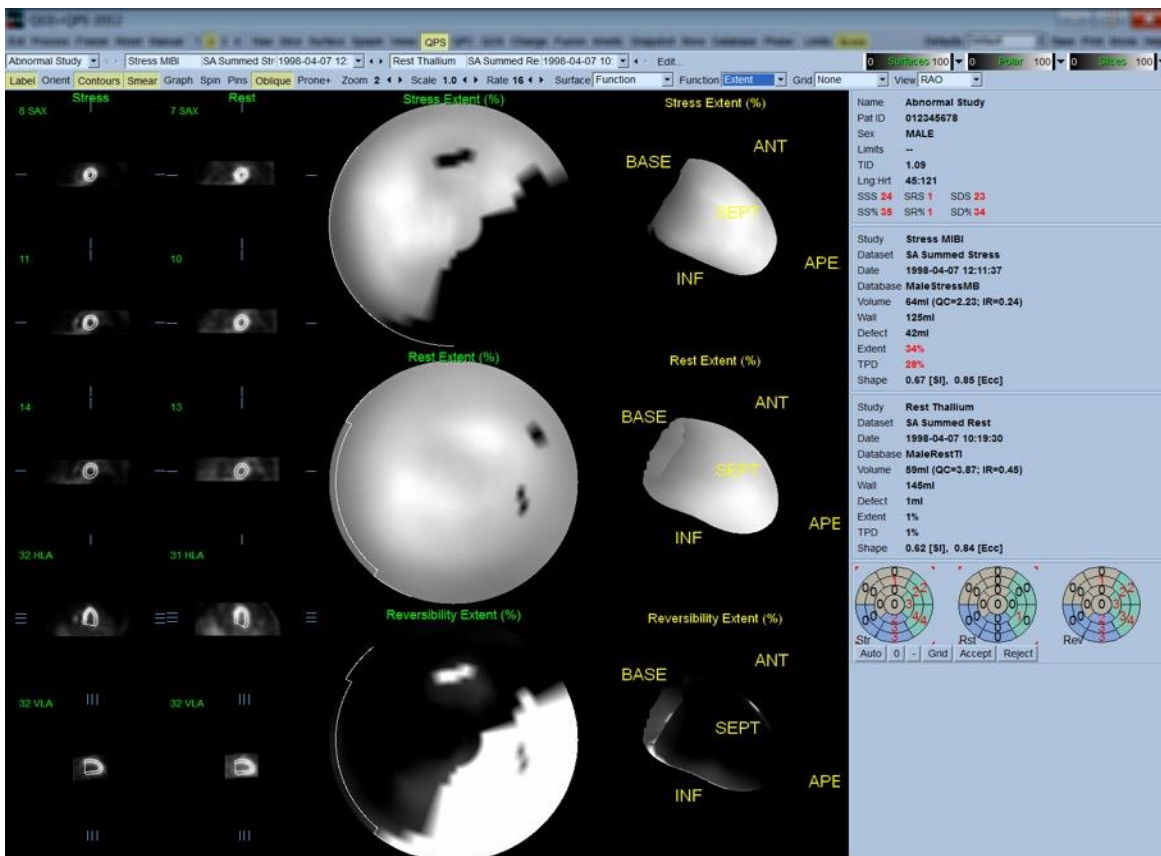 QGS+QPS 2012
QPS
Abnormal Study Stress MIBI SA Summed Str 1998-04-07 12: Rest Thallium SA Summed Re 1998-04-07 10: Edit...
0 Surfaces 100 0 Polar 100 0 Slices 100
Label Orient Contours Smear Graph Spin Pins Oblique Prone+ Zoom 2 Scale 1.0 Rate 16 Surface Function Function Extent Grid None View RAO
Stress Rest
8 SAX 7 SAX
11 10
14 13
32 HLA 31 HLA
32 VLA 32 VLA
Stress Extent (%) Stress Extent (%)
ANT
BASE
SEPT
APE
INF
Rest Extent (%) Rest Extent (%)
ANT
BASE
SEPT
INF
APE
Reversibility Extent (%) Reversibility Extent (%)
ANT
BASE
SEPT
APE
INF
Name Abnormal Study
Pat ID 012345678
Sex MALE
Limits --
TID 1.09
Lng:Hrt 45:121
SSS 24 SRS 1 SDS 23
SS% 35 SR% 1 SD% 34
Study Stress MIBI
Dataset SA Summed Stress
Date 1998-04-07 12:11:37
Database MaleStressMB
Volume 64ml (QC=2.23; IR=0.24)
Wall 125ml
Defect 42ml
Extent 34%
TPD 28%
Shape 0.67 [SI], 0.85 [Ecc]
Study Rest Thallium
Dataset SA Summed Rest
Date 1998-04-07 10:19:30
Database MaleRestTl
Volume 59ml (QC=3.87; IR=0.45)
Wall 145ml
Defect 1ml
Extent 1%
TPD 1%
Shape 0.62 [SI], 0.84 [Ecc]
Str Rst Rev
Auto 0 - Grid Accept Reject